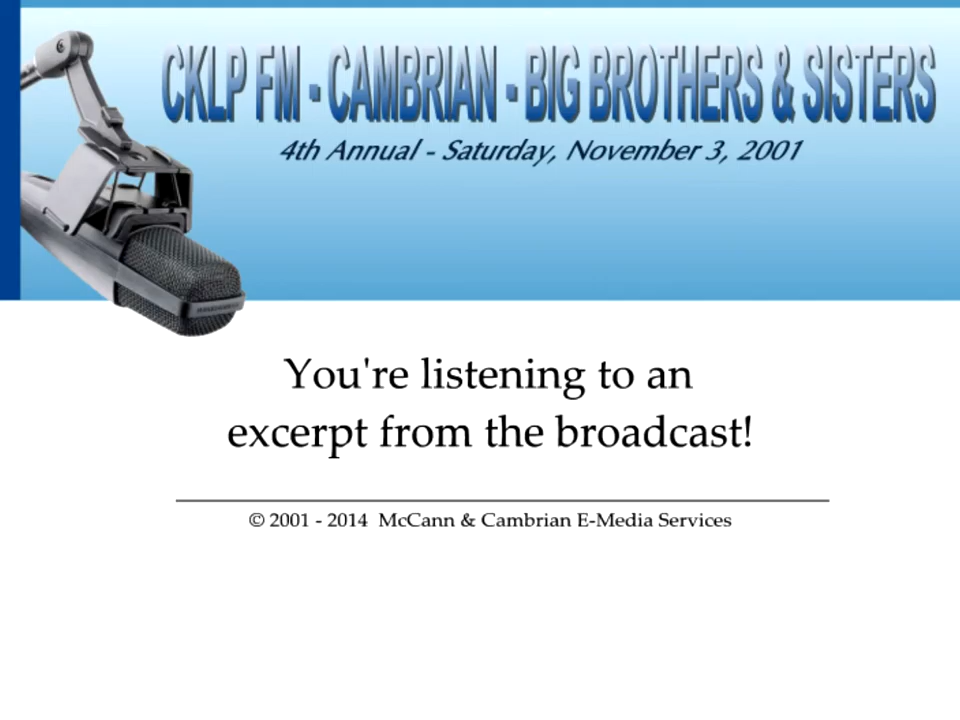 CKLP FM - CAMBRIAN - BIG BROTHERS & SISTERS
4th Annual - Saturday, November 3, 2001
You're listening to an
excerpt from the broadcast!
© 2001 - 2014 McCann & Cambrian E-Media Services